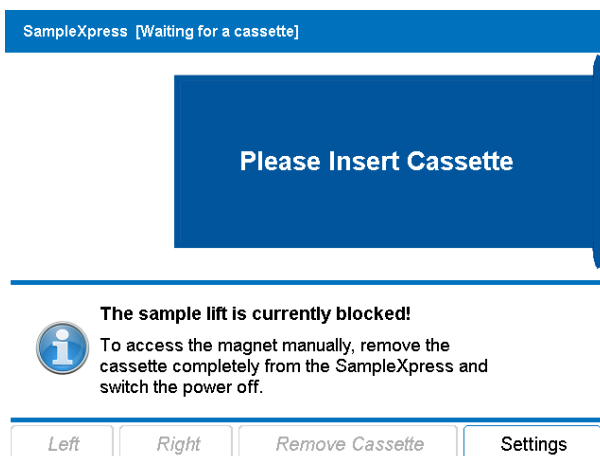 SampleXpress [Waiting for a cassette]
Please Insert Cassette
The sample lift is currently blocked!
To access the magnet manually, remove the
cassette completely from the SampleXpress and
switch the power off.
Left Right Remove Cassette Settings